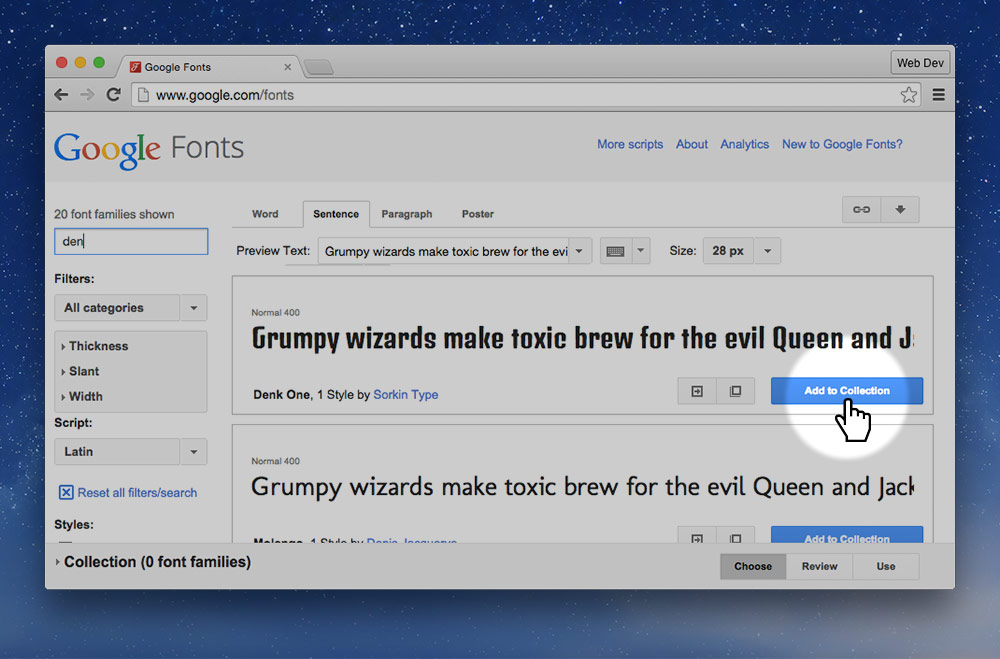 Google Fonts
Web Dev
www.google.com/fonts
Google Fonts
More scripts About Analytics New to Google Fonts?
20 font families shown
den
Filters:
All categories
Thickness
Slant
Width
Script:
Latin
Reset all filters/search
Styles:
Word Sentence Paragraph Poster
Preview Text: Grumpy wizards make toxic brew for the evi Size: 28 px
Normal 400
Grumpy wizards make toxic brew for the evil Queen and J
Denk One, 1 Style by Sorkin Type
Add to Collection
Normal 400
Grumpy wizards make toxic brew for the evil Queen and Jack
1 Style by Denis Jacquerye
Add to Collection
Collection (0 font families)
Choose Review Use